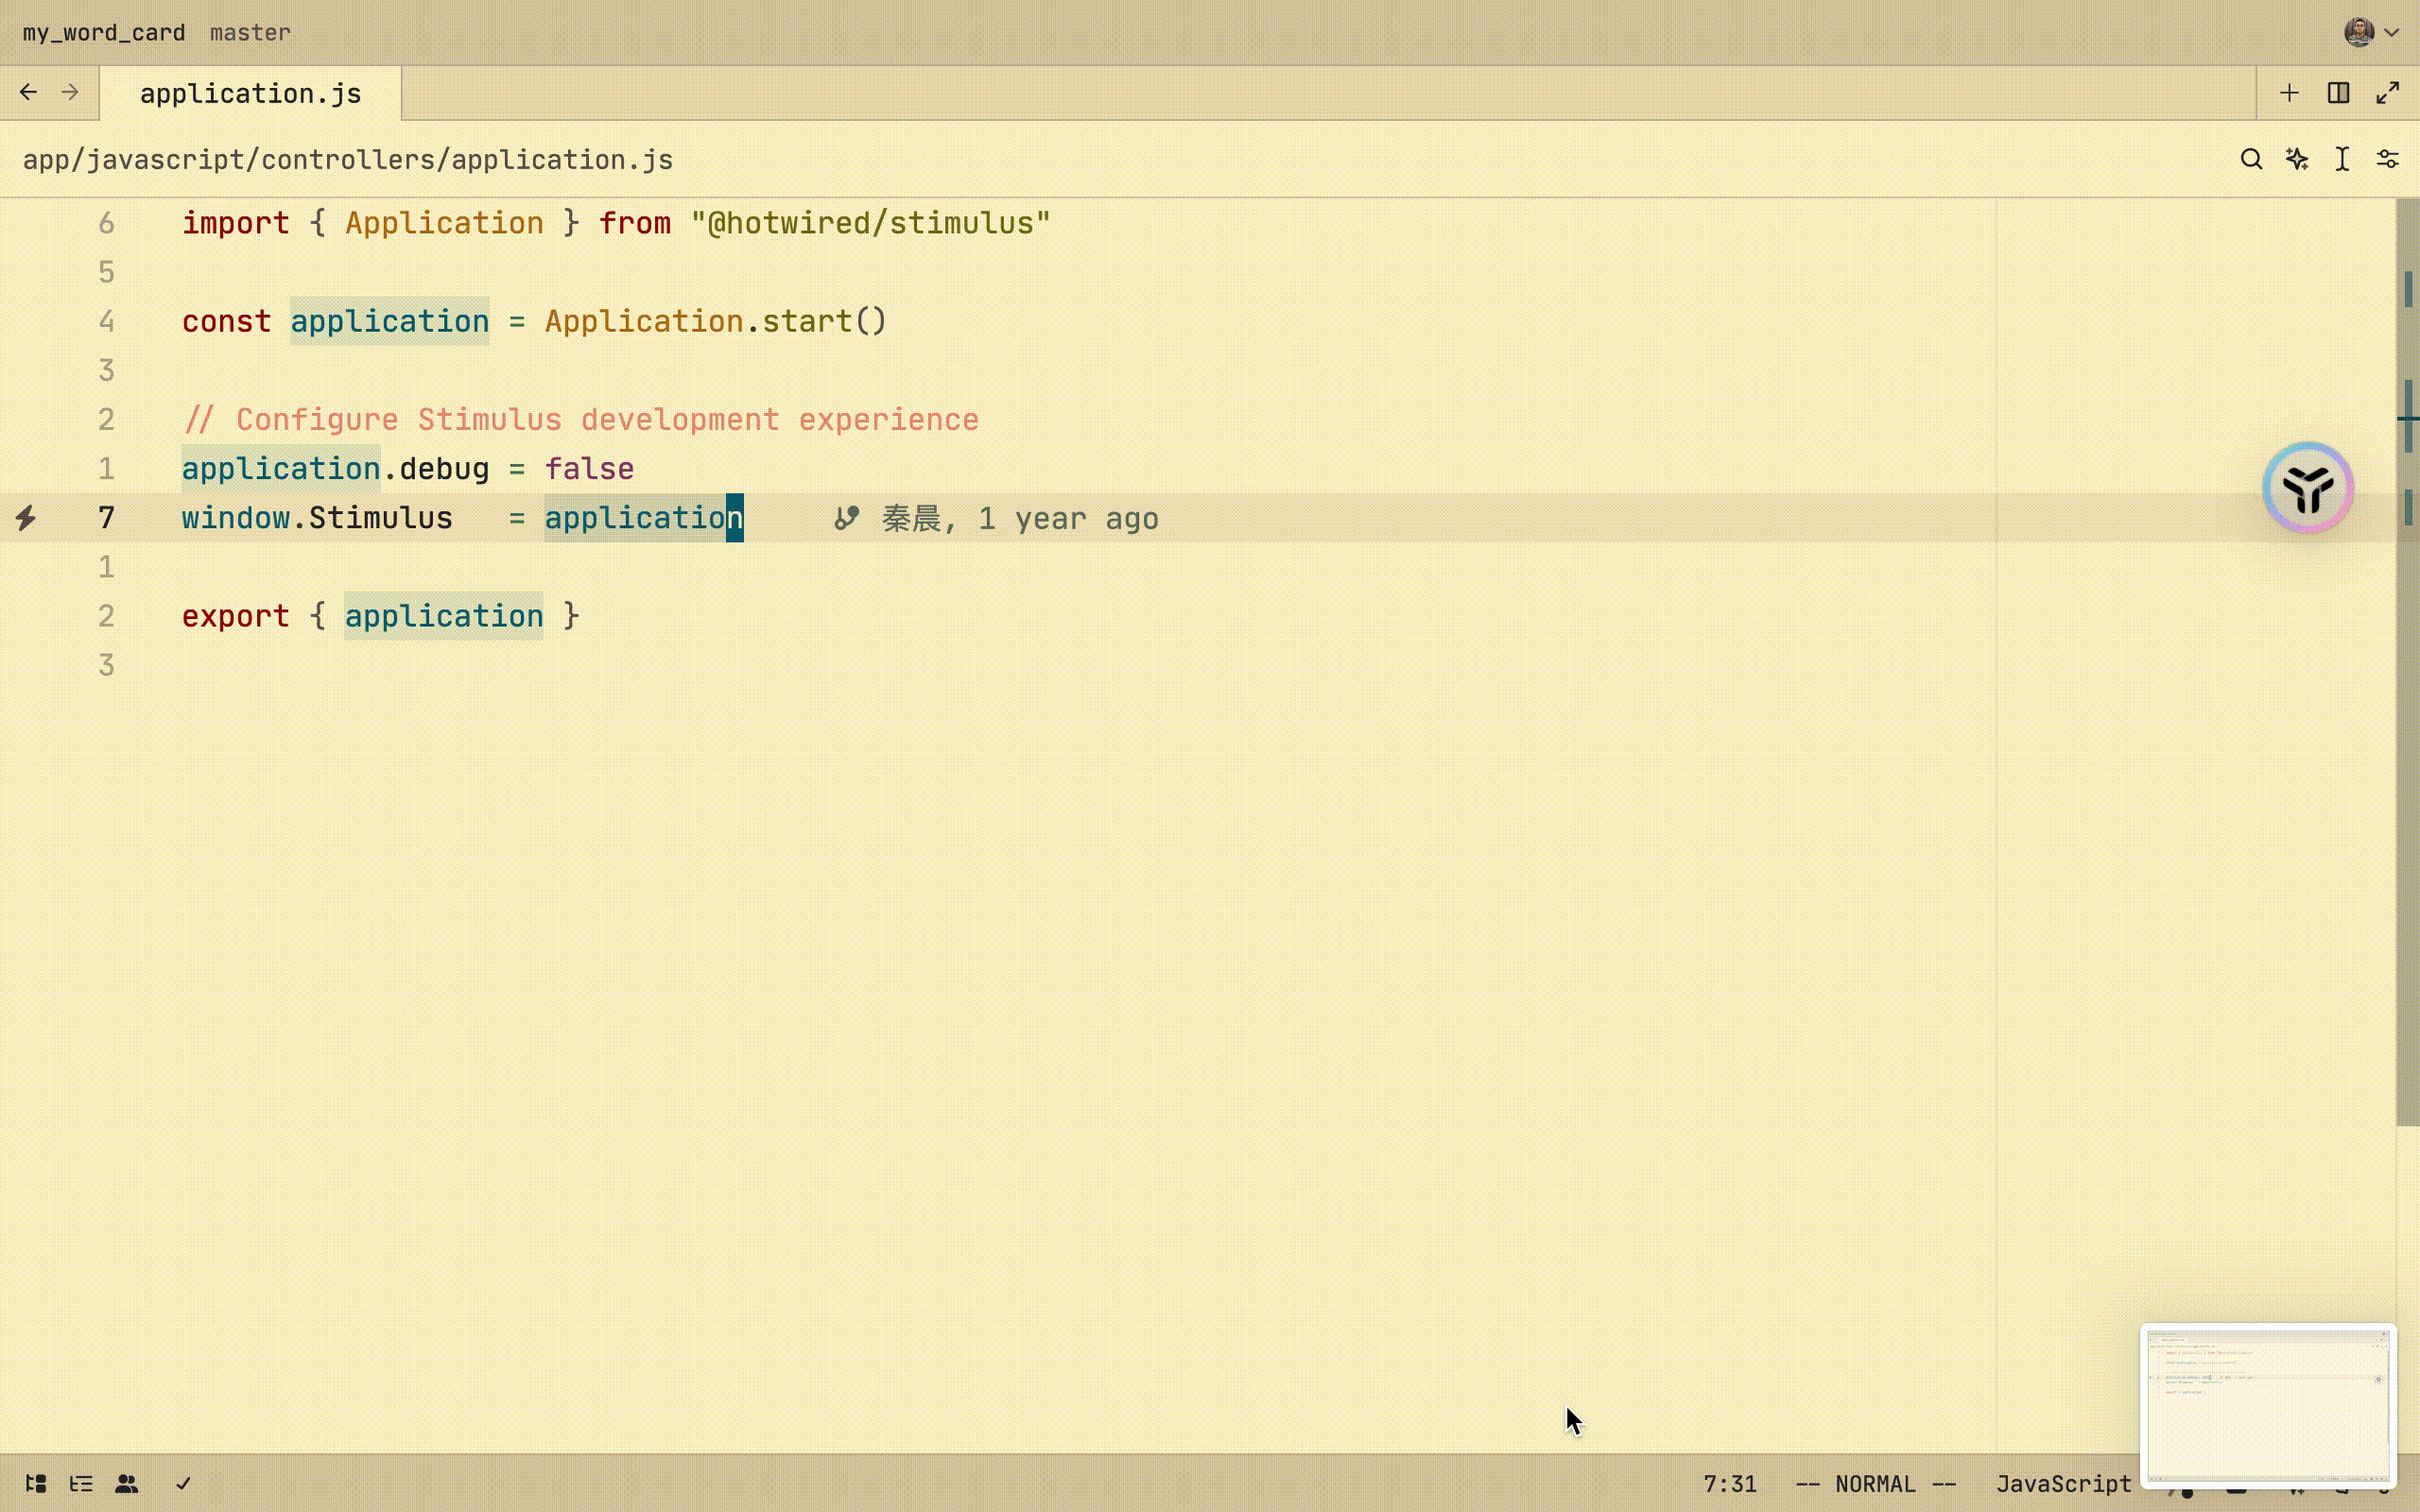 my_word_card master
application.js
app/javascript/controllers/application.js
6 import { Application } from "@hotwired/stimulus"
5
4 const application = Application.start()
3
2 // Configure Stimulus development experience
1 application.debug = false
7 window.Stimulus   = application 秦晨, 1 year ago
1
2 export { application }
3
7:31 -- NORMAL -- JavaScript